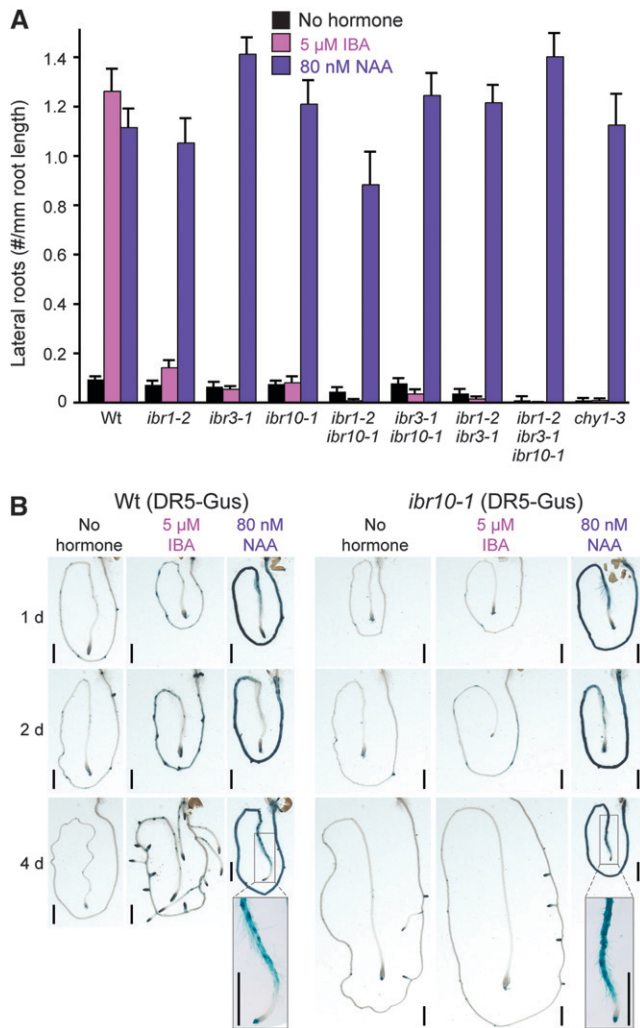 A
No hormone
5 µM IBA
80 nM NAA
Lateral roots (#/mm root length)
1.4
1.2
1.0
0.8
0.6
0.4
0.2
0
Wt
ibr1-2
ibr3-1
ibr10-1
ibr1-2
ibr10-1
ibr3-1
ibr10-1
ibr1-2
ibr3-1
ibr1-2
ibr3-1
ibr10-1
chy1-3
B
Wt (DR5-Gus)
ibr10-1 (DR5-Gus)
No
hormone
5 µM
IBA
80 nM
NAA
No
hormone
5 µM
IBA
80 nM
NAA
1 d
2 d
4 d